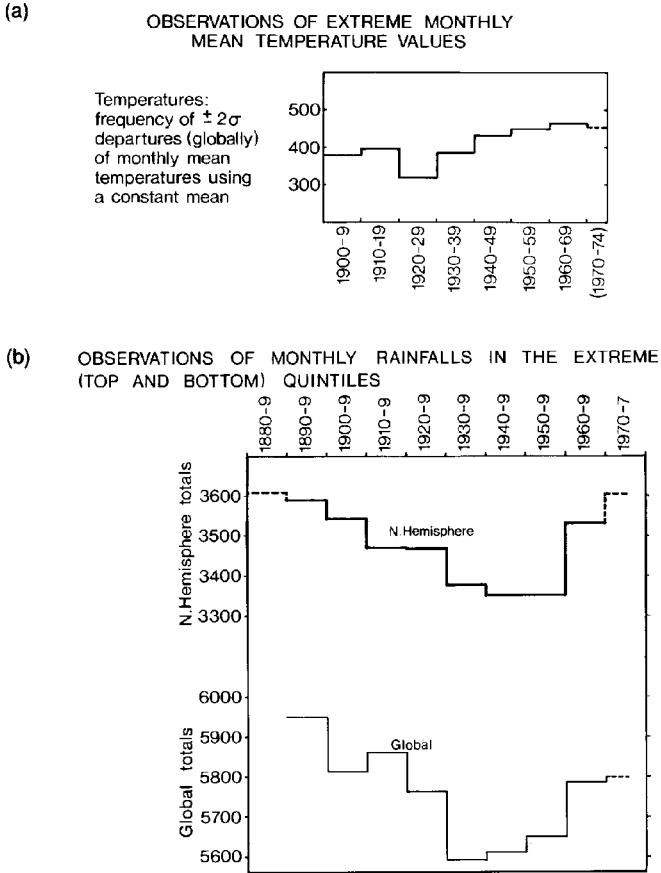 (a)
OBSERVATIONS OF EXTREME MONTHLY
MEAN TEMPERATURE VALUES
Temperatures:
frequency of ± 2σ
departures (globally)
of monthly mean
temperatures using
a constant mean
500
400
300
1900-9
1910-19
1920-29
1930-39
1940-49
1950-59
1960-69
(1970-74)
(b)
OBSERVATIONS OF MONTHLY RAINFALLS IN THE EXTREME
(TOP AND BOTTOM) QUINTILES
1880-9
1890-9
1900-9
1910-9
1920-9
1930-9
1940-9
1950-9
1960-9
1970-7
N.Hemisphere totals
3600
3500
3400
3300
N.Hemisphere
Global totals
6000
5900
5800
5700
5600
Global